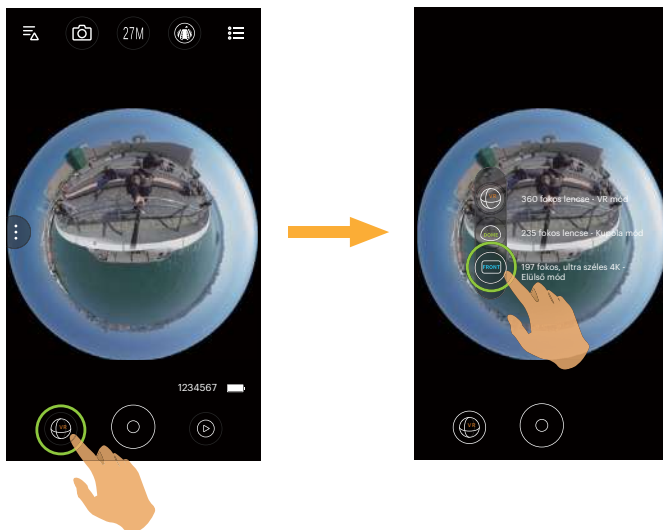 27M
1234567
VR
VR
360 fokos lencse - VR mód
DOME
235 fokos lencse - Kupola mód
FRONT
197 fokos, ultra széles 4K -
Elülső mód
VR